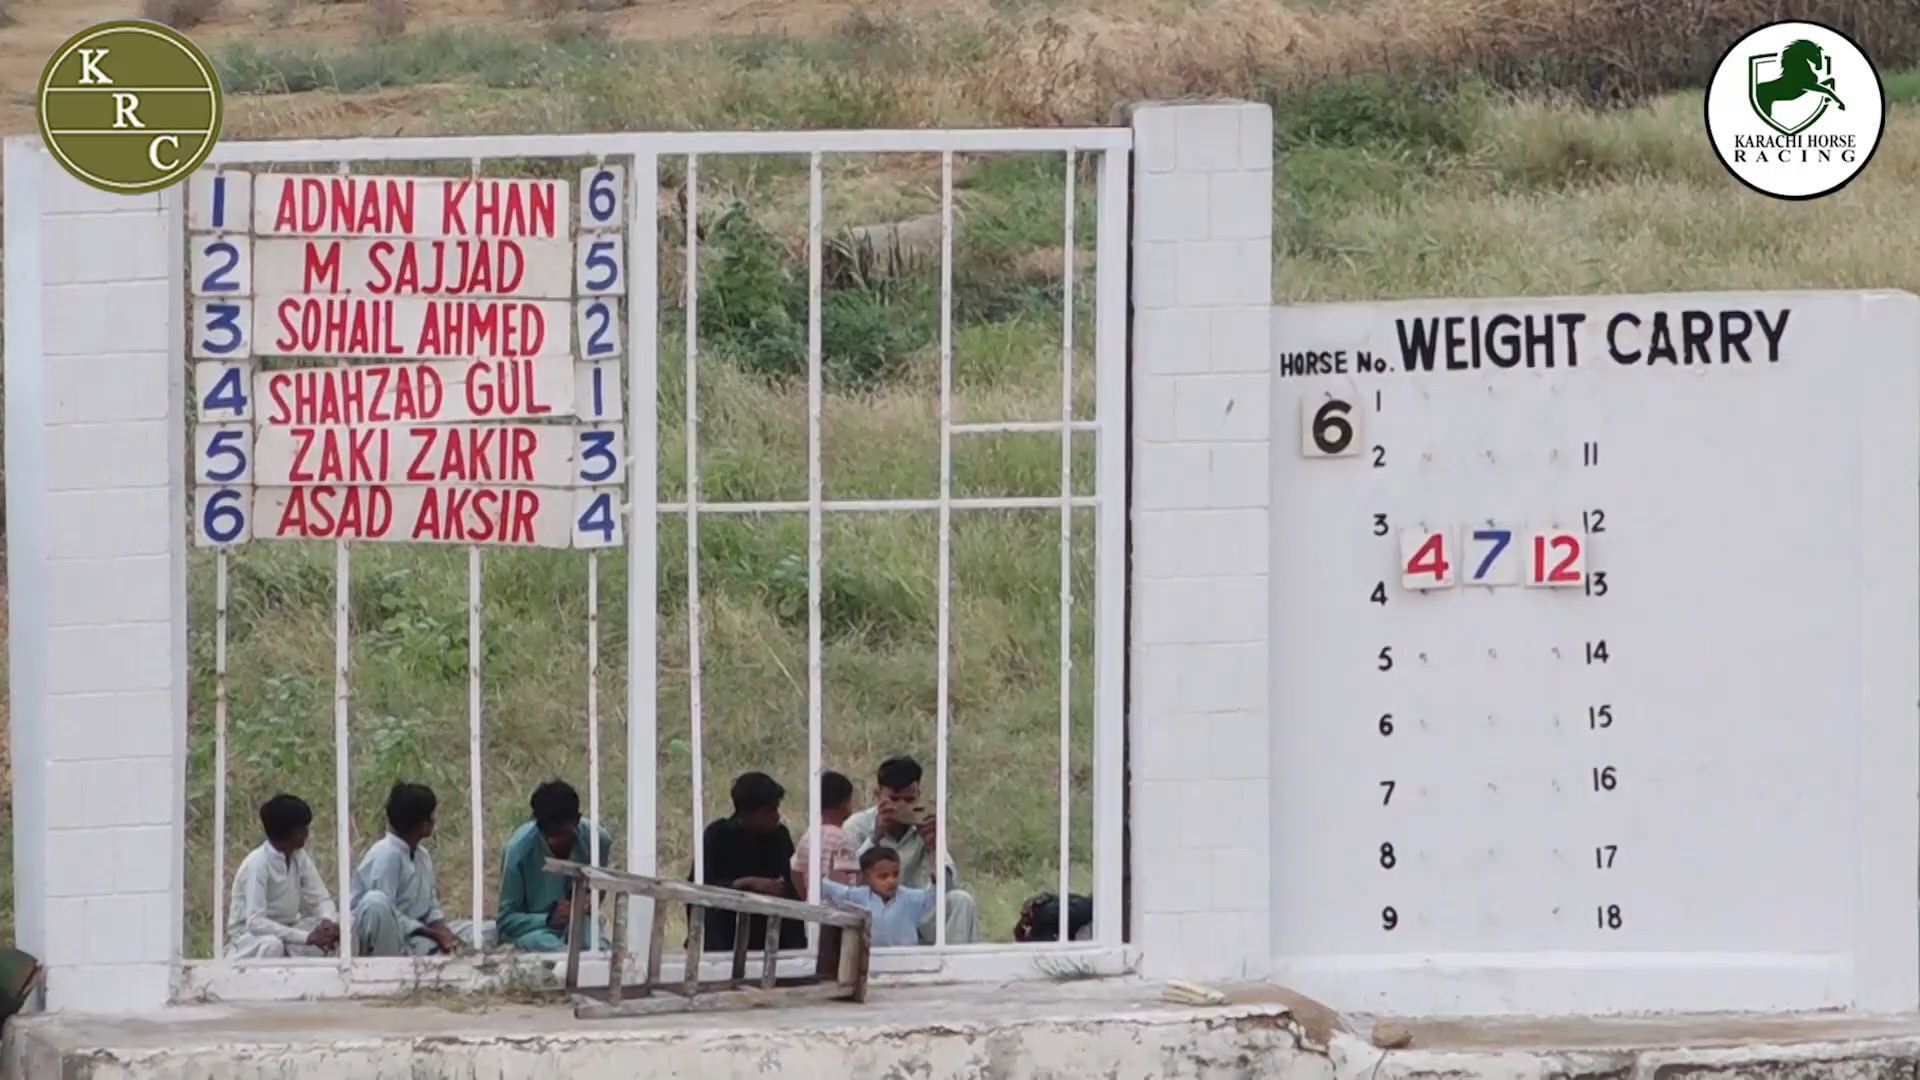 K
R
C
KARACHI HORSE
RACING
1 ADNAN KHAN 6
2 M. SAJJAD 5
3 SOHAIL AHMED 2
4 SHAHZAD GUL 1
5 ZAKI ZAKIR 3
6 ASAD AKSIR 4
HORSE No. WEIGHT CARRY
6 1
2 11
3 12
4 7 12
4 13
5 14
6 15
7 16
8 17
9 18